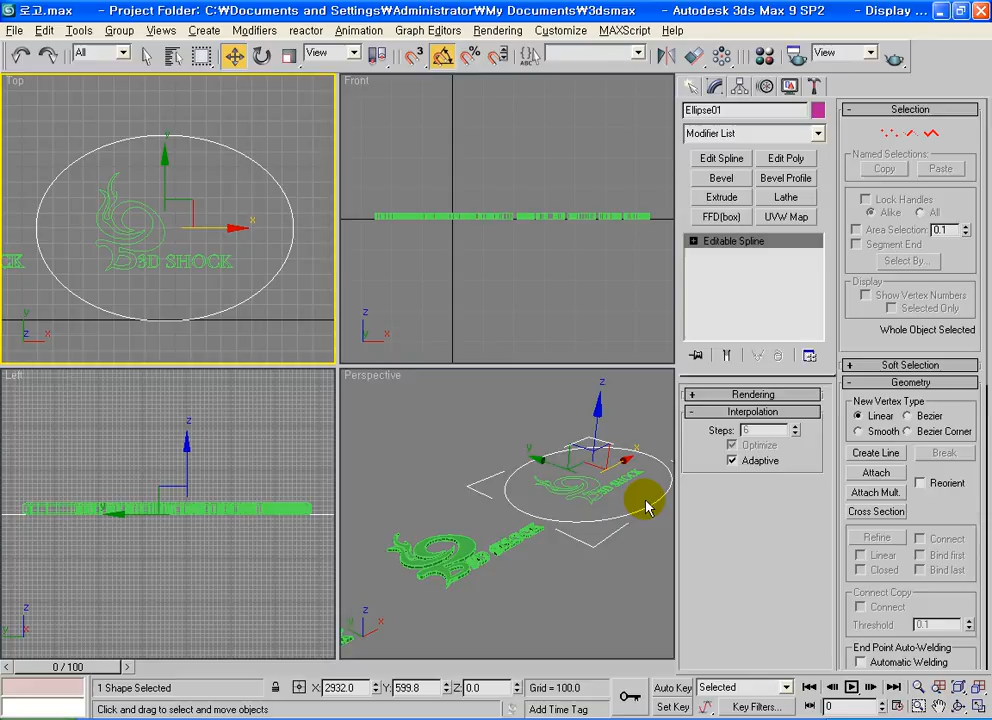 로고.max - Project Folder: C:₩Documents and Settings₩Administrator₩My Documents₩3dsmax - Autodesk 3ds Max 9 SP2 - Display ...
File Edit Tools Group Views Create Modifiers reactor Animation Graph Editors Rendering Customize MAXScript Help
All View View
Top
Front
Left
Perspective
3D SHOCK
Ellipse01
Modifier List
Edit Spline Edit Poly
Bevel Bevel Profile
Extrude Lathe
FFD(box) UVW Map
Editable Spline
Rendering
Interpolation
Steps: 6
Optimize
Adaptive
Selection
Named Selections:
Copy Paste
Lock Handles
Alike All
Area Selection: 0.1
Segment End
Select By...
Display
Show Vertex Numbers
Selected Only
Whole Object Selected
Soft Selection
Geometry
New Vertex Type
Linear Bezier
Smooth Bezier Corner
Create Line Break
Attach
Reorient
Attach Mult.
Cross Section
Refine Connect
Linear Bind first
Closed Bind last
Connect Copy
Connect
Threshold 0.1
End Point Auto-Welding
Automatic Welding
0 / 100
1 Shape Selected X: 2932.0 Y: 599.8 Z: 0.0 Grid = 100.0 Auto Key Selected
Click and drag to select and move objects Add Time Tag Set Key Key Filters... 0